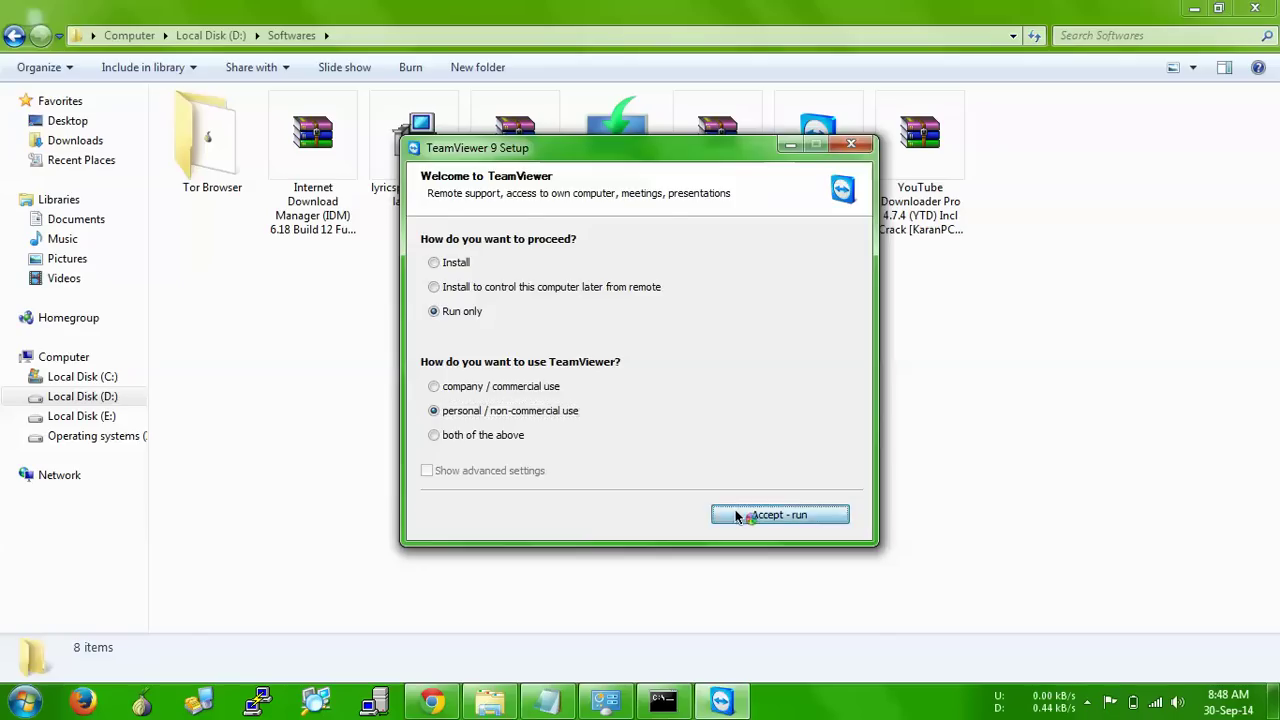 Computer Local Disk (D:) Softwares
Search Softwares
Organize Include in library Share with Slide show Burn New folder
Favorites
Desktop
Downloads
Recent Places
Libraries
Documents
Music
Pictures
Videos
Homegroup
Computer
Local Disk (C:)
Local Disk (D:)
Local Disk (E:)
Operating systems (
Network
Tor Browser
Internet
Download
Manager (IDM)
6.18 Build 12 Fu...
YouTube
Downloader Pro
4.7.4 (YTD) Incl
Crack [KaranPC...
TeamViewer 9 Setup
Welcome to TeamViewer
Remote support, access to own computer, meetings, presentations
How do you want to proceed?
Install
Install to control this computer later from remote
Run only
How do you want to use TeamViewer?
company / commercial use
personal / non-commercial use
both of the above
Show advanced settings
Accept - run
8 items
U: 0.00 kB/s
D: 0.44 kB/s
8:48 AM
30-Sep-14